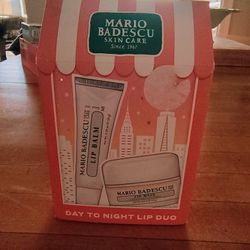 MARIO
BADESCU
SKIN CARE
Since 1967
MARIO BADESCU
LIP BALM
MARIO BADESCU
LIP MASK
DAY TO NIGHT LIP DUO